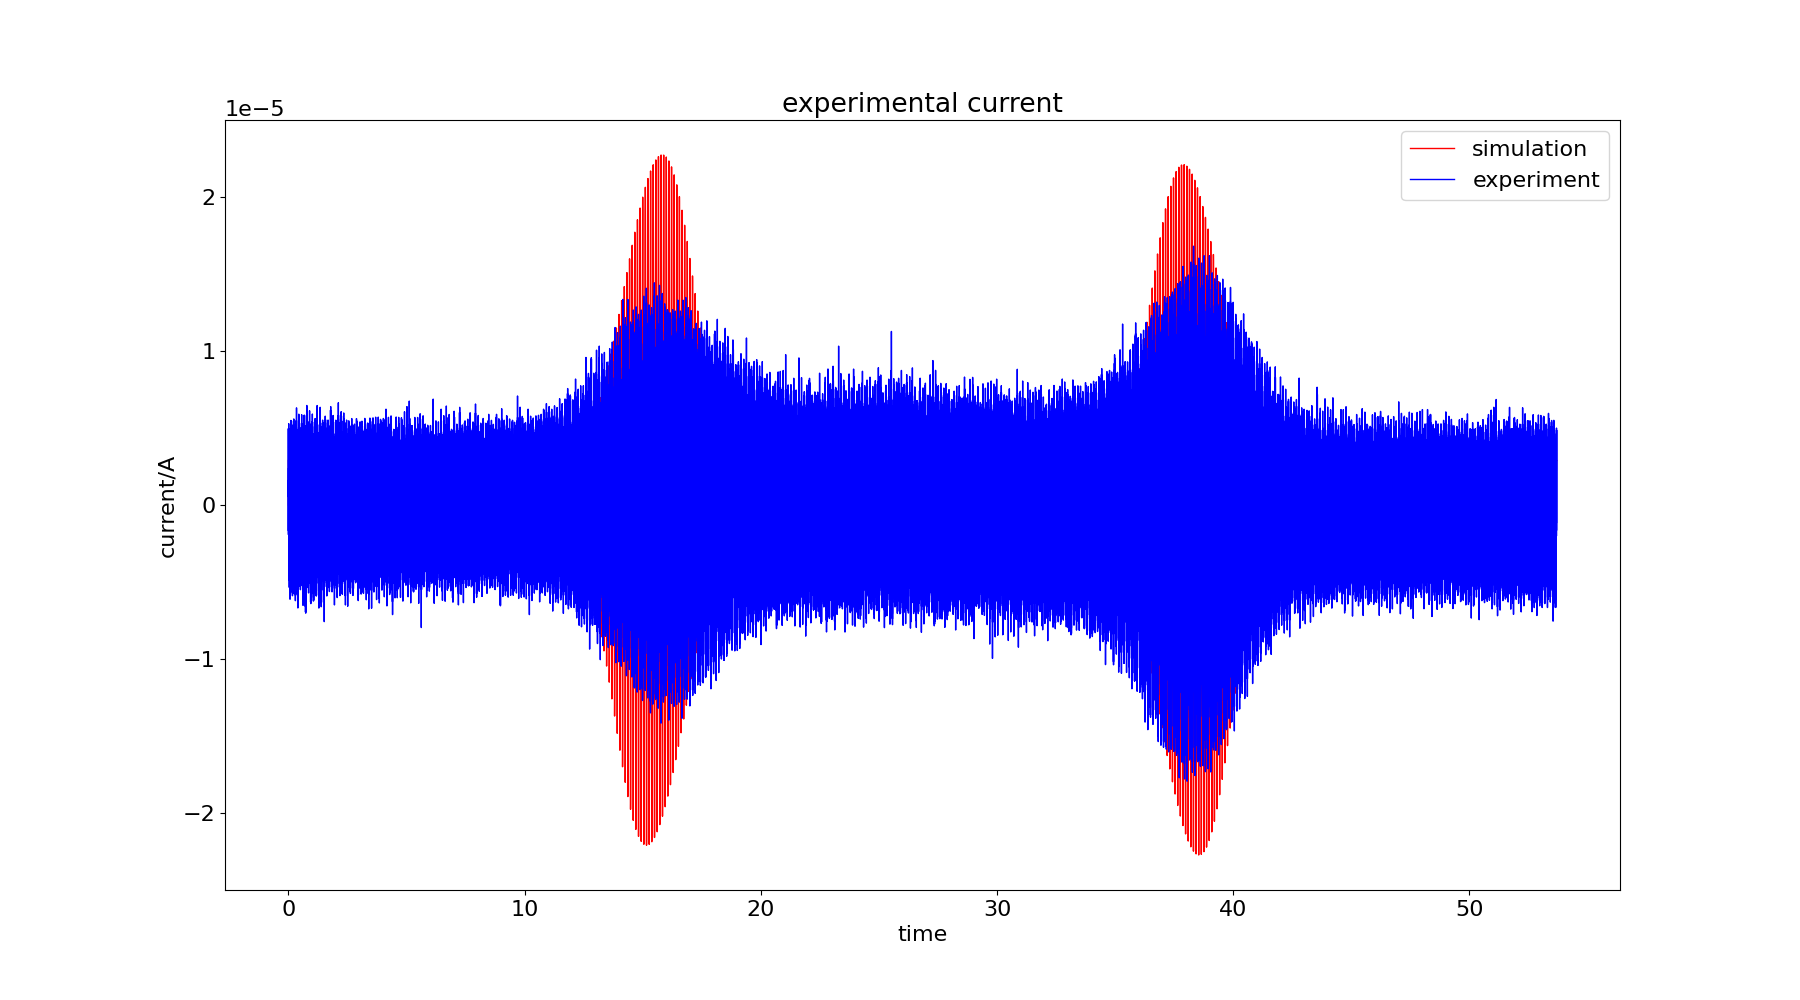 experimental current
1e−5
simulation
experiment
2
1
0
−1
−2
current/A
0 10 20 30 40 50
time